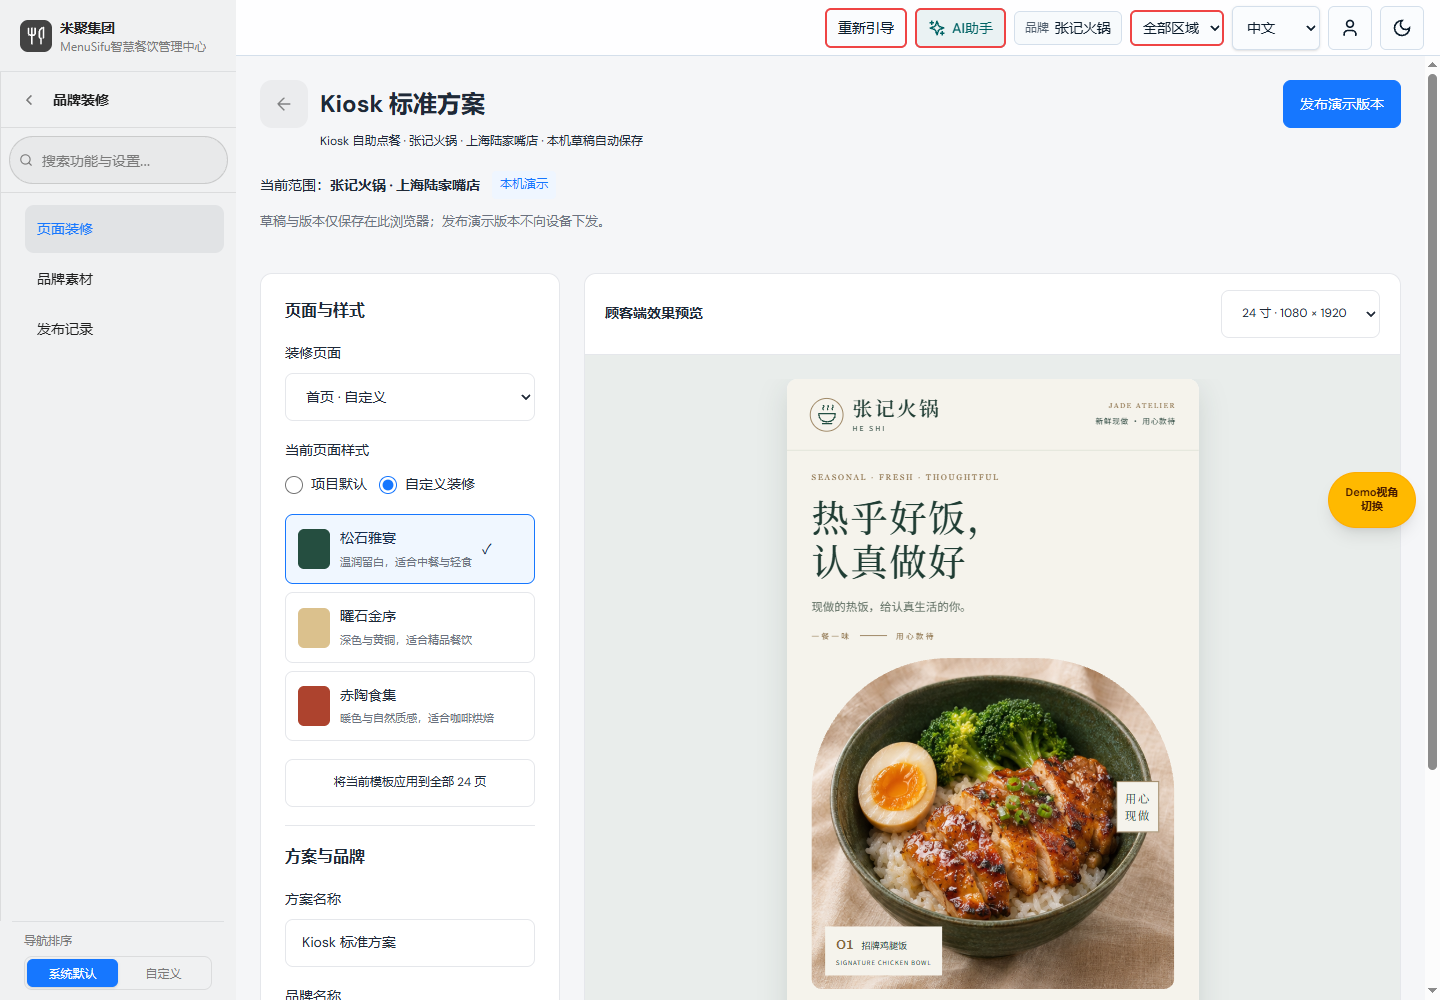 米聚集团
MenuSifu智慧餐饮管理中心
重新引导
AI助手
品牌 张记火锅
全部区域
中文
品牌装修
搜索功能与设置...
页面装修
品牌素材
发布记录
导航排序
系统默认
自定义
Kiosk 标准方案
发布演示版本
Kiosk 自助点餐 · 张记火锅 · 上海陆家嘴店 · 本机草稿自动保存
当前范围：张记火锅 · 上海陆家嘴店
本机演示
草稿与版本仅保存在此浏览器；发布演示版本不向设备下发。
页面与样式
装修页面
首页 · 自定义
当前页面样式
项目默认
自定义装修
松石雅宴
温润留白，适合中餐与轻食
曜石金序
深色与黄铜，适合精品餐饮
赤陶食集
暖色与自然质感，适合咖啡烘焙
将当前模板应用到全部 24 页
方案与品牌
方案名称
Kiosk 标准方案
品牌名称
顾客端效果预览
24 寸 · 1080 × 1920
张记火锅
HE SHI
JADE ATELIER
新鲜现做 · 用心款待
SEASONAL · FRESH · THOUGHTFUL
热乎好饭，
认真做好
现做的热饭，给认真生活的你。
一餐一味
用心款待
用心
现做
01 招牌鸡腿饭
SIGNATURE CHICKEN BOWL
Demo视角
切换